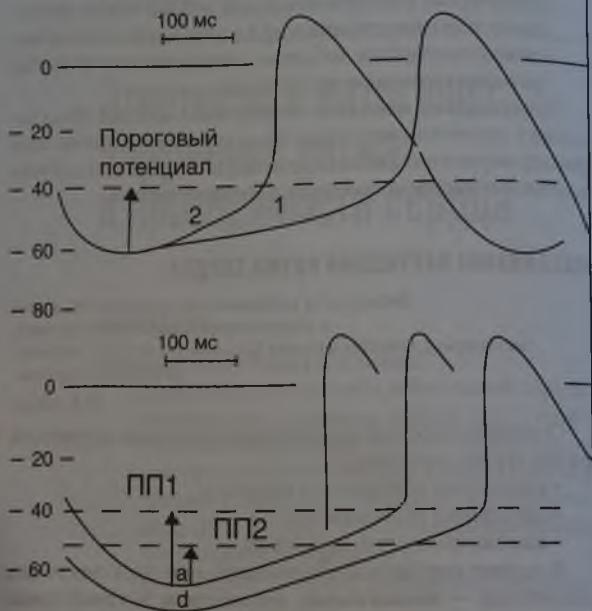 100 мс
0
– 20
Пороговый
потенциал
– 40
2
1
– 60
– 80
100 мс
0
– 20
ПП1
– 40
ПП2
– 60
a
d